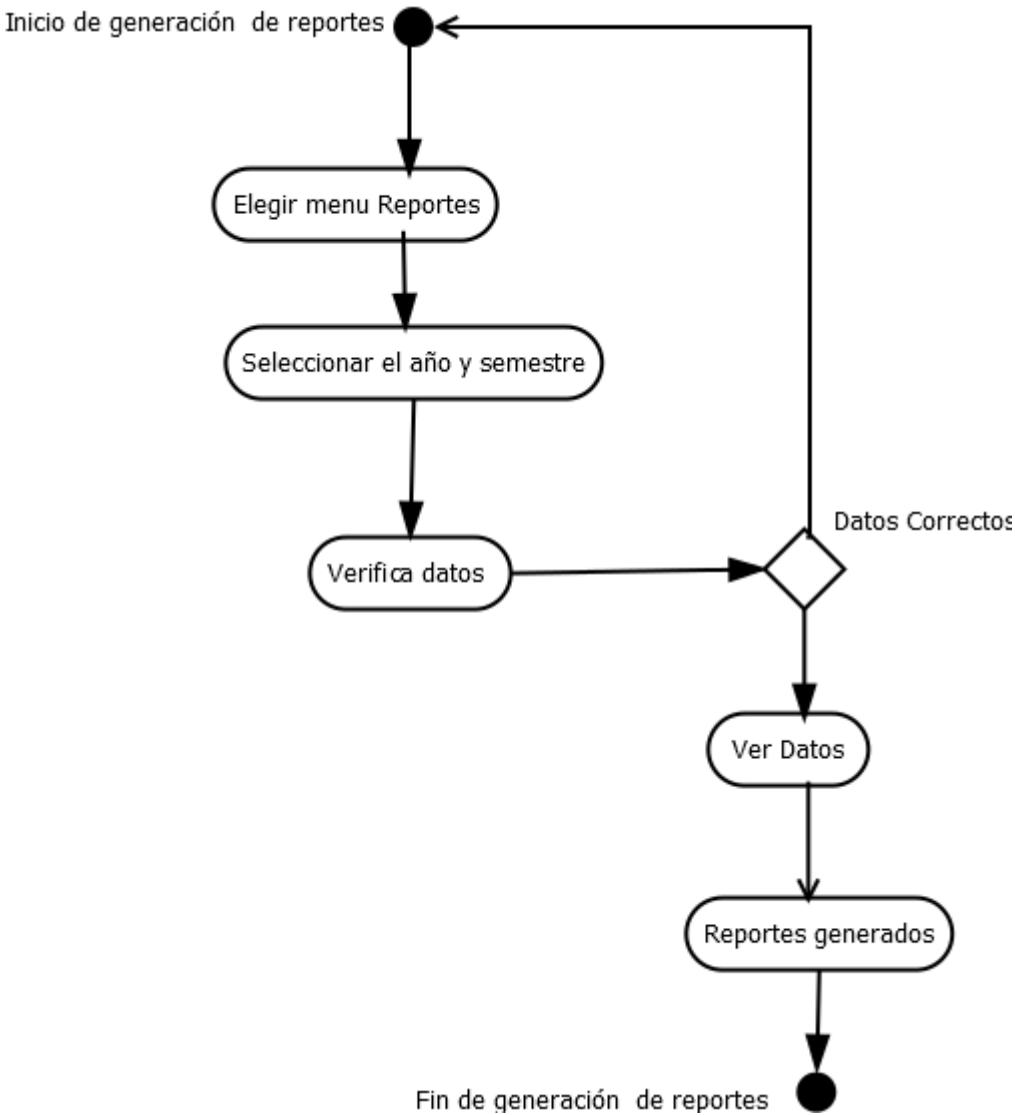 Inicio de generación de reportes
Elegir menu Reportes
Seleccionar el año y semestre
Verifica datos
Datos Correctos
Ver Datos
Reportes generados
Fin de generación de reportes